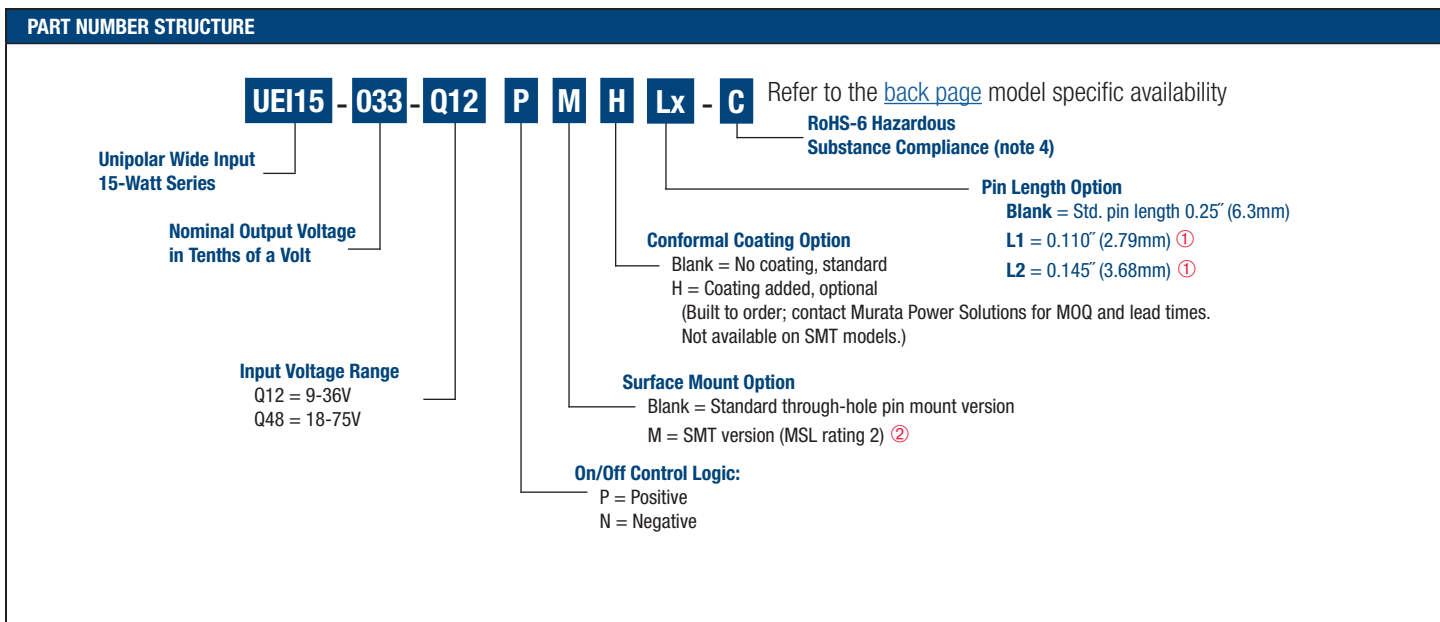 PART NUMBER STRUCTURE
UEI15 - 033 - Q12 P M H Lx - C
Refer to the back page model specific availability
RoHS-6 Hazardous
Substance Compliance (note 4)
Unipolar Wide Input
15-Watt Series
Pin Length Option
Blank = Std. pin length 0.25˝ (6.3mm)
L1 = 0.110˝ (2.79mm) ①
L2 = 0.145˝ (3.68mm) ①
Nominal Output Voltage
in Tenths of a Volt
Conformal Coating Option
Blank = No coating, standard
H = Coating added, optional
(Built to order; contact Murata Power Solutions for MOQ and lead times.
Not available on SMT models.)
Input Voltage Range
Q12 = 9-36V
Q48 = 18-75V
Surface Mount Option
Blank = Standard through-hole pin mount version
M = SMT version (MSL rating 2) ②
On/Off Control Logic:
P = Positive
N = Negative